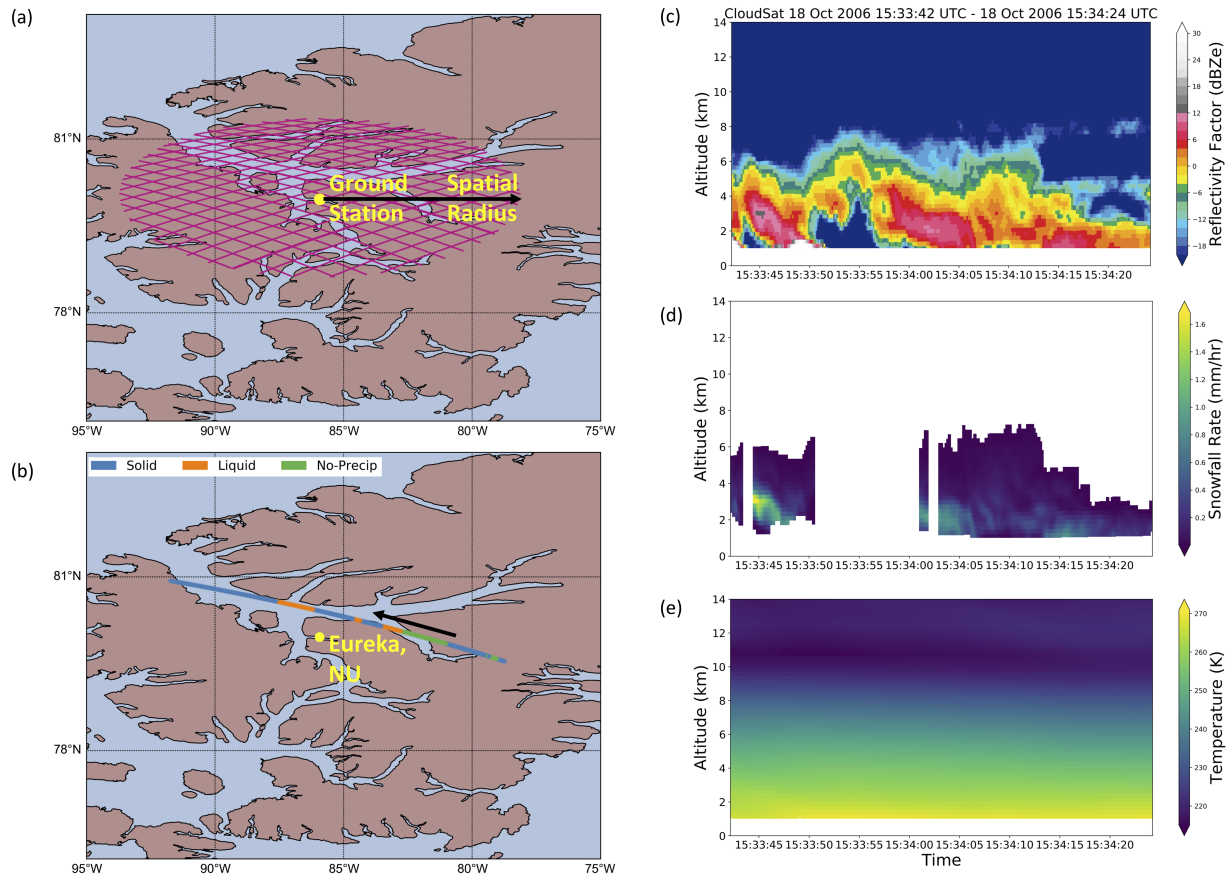 (a)
81°N
78°N
Ground
Station
Spatial
Radius
95°W
90°W
85°W
80°W
75°W
(b)
Solid
Liquid
No-Precip
81°N
78°N
Eureka,
NU
95°W
90°W
85°W
80°W
75°W
(c)
CloudSat 18 Oct 2006 15:33:42 UTC - 18 Oct 2006 15:34:24 UTC
Altitude (km)
14
12
10
8
6
4
2
0
15:33:45 15:33:50 15:33:55 15:34:00 15:34:05 15:34:10 15:34:15 15:34:20
30
24
18
12
6
0
−6
−12
−18
Reflectivity Factor (dBZe)
(d)
Altitude (km)
14
12
10
8
6
4
2
0
15:33:45 15:33:50 15:33:55 15:34:00 15:34:05 15:34:10 15:34:15 15:34:20
1.6
1.4
1.2
1.0
0.8
0.6
0.4
0.2
Snowfall Rate (mm/hr)
(e)
Altitude (km)
14
12
10
8
6
4
2
0
15:33:45 15:33:50 15:33:55 15:34:00 15:34:05 15:34:10 15:34:15 15:34:20
Time
270
260
250
240
230
220
Temperature (K)